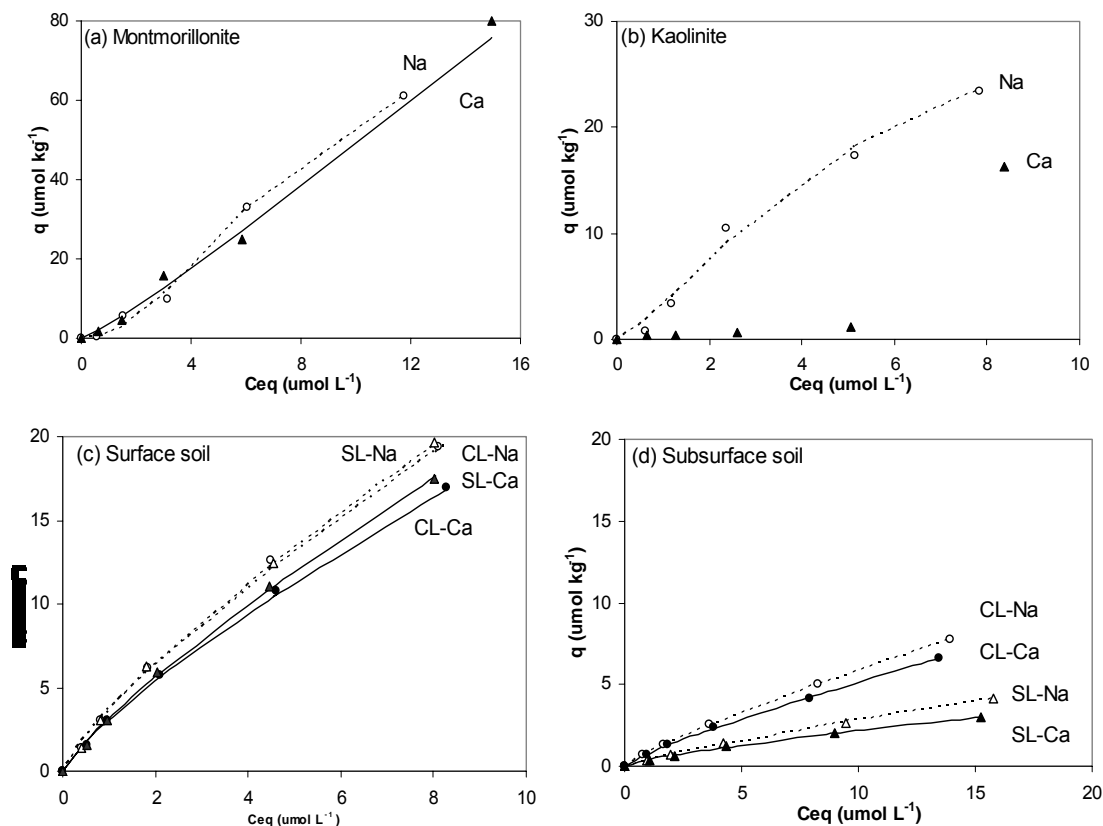 (a) Montmorillonite
Na
Ca
q (umol kg⁻¹)
80
60
40
20
0
0 4 8 12 16
Ceq (umol L⁻¹)
(b) Kaolinite
Na
Ca
q (umol kg⁻¹)
30
20
10
0
0 2 4 6 8 10
Ceq (umol L⁻¹)
(c) Surface soil
SL-Na
CL-Na
SL-Ca
CL-Ca
20
15
10
5
0
0 2 4 6 8 10
Ceq (umol L⁻¹)
(d) Subsurface soil
CL-Na
CL-Ca
SL-Na
SL-Ca
q (umol kg⁻¹)
20
10
0
0 5 10 15 20
Ceq (umol L⁻¹)